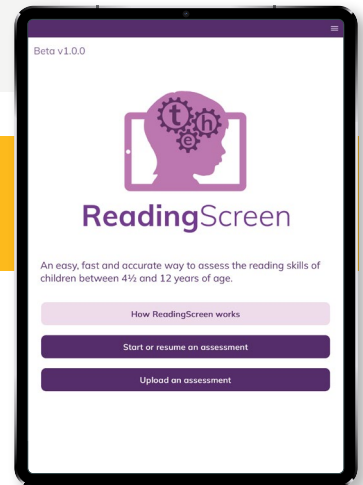 Beta v1.0.0
t h
e
ReadingScreen
An easy, fast and accurate way to assess the reading skills of
children between 4½ and 12 years of age.
How ReadingScreen works
Start or resume an assessment
Upload an assessment